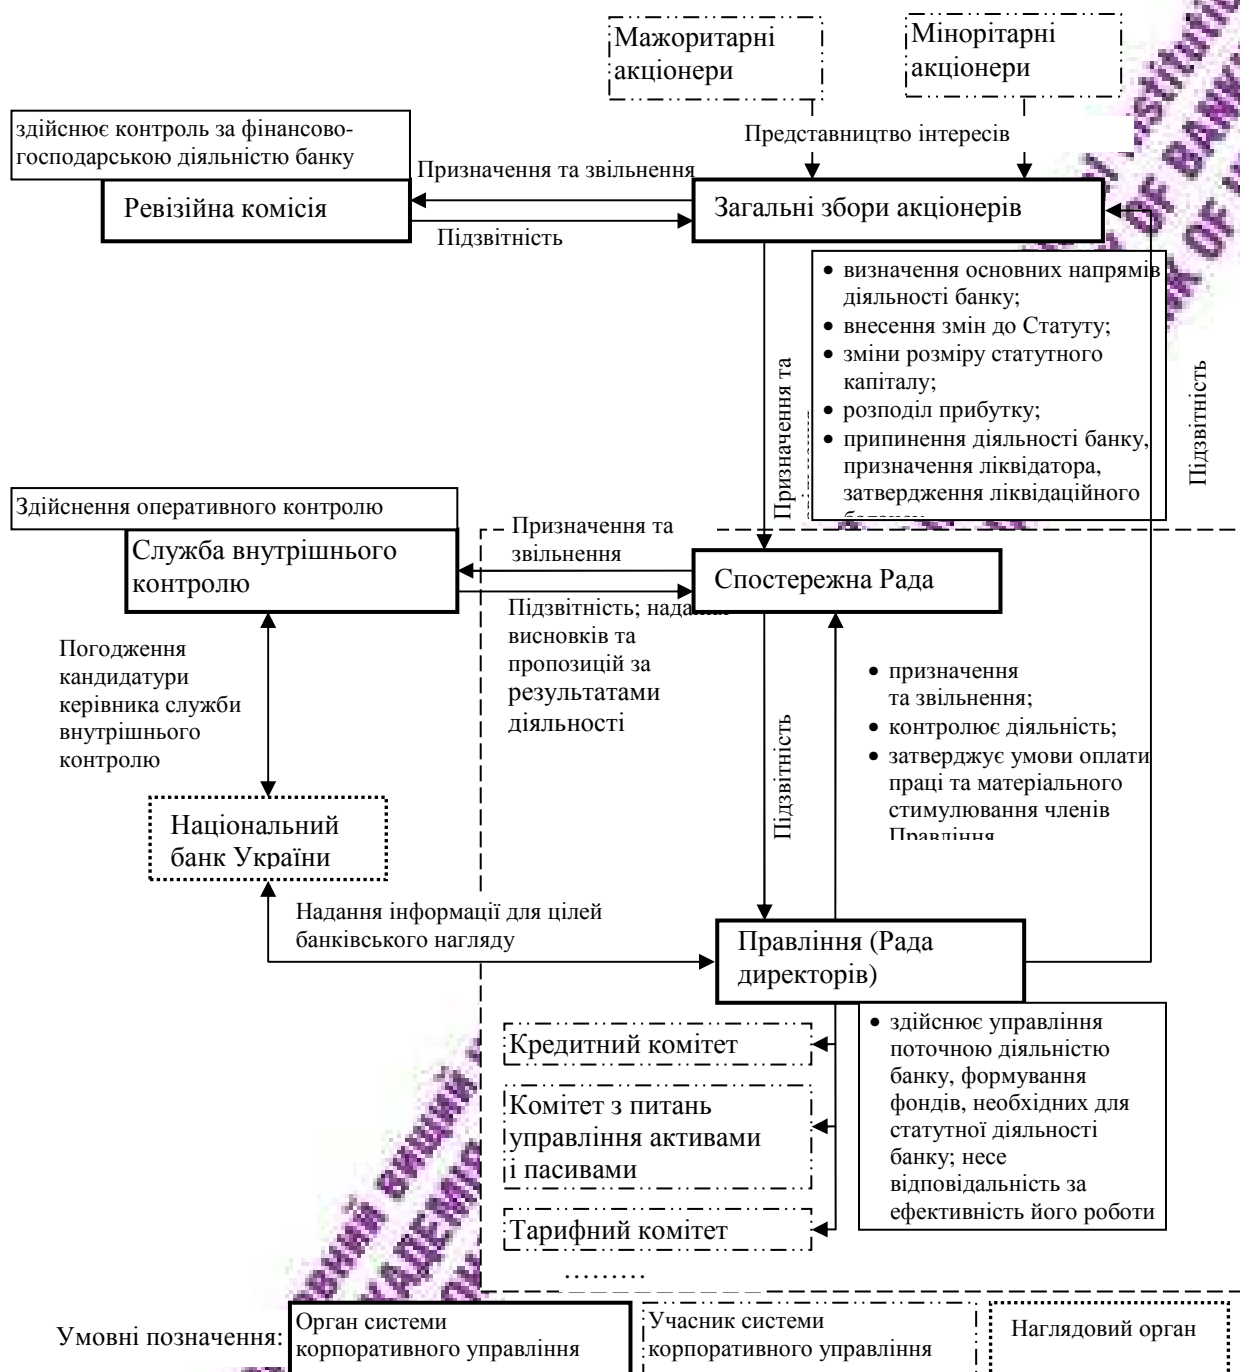 Мажоритарні
акціонери
Мінорітарні
акціонери
Представництво інтересів
здійснює контроль за фінансово-
господарською діяльністю банку
Ревізійна комісія
Призначення та звільнення
Підзвітність
Загальні збори акціонерів
• визначення основних напрямів
діяльності банку;
• внесення змін до Статуту;
• зміни розміру статутного
капіталу;
• розподіл прибутку;
• припинення діяльності банку,
призначення ліквідатора,
затвердження ліквідаційного
Призначення та
Підзвітність
Здійснення оперативного контролю
Служба внутрішнього
контролю
Призначення та
звільнення
Спостережна Рада
Підзвітність;
висновків та
пропозицій за
результатами
діяльності
Погодження
кандидатури
керівника служби
внутрішнього
контролю
Підзвітність
• призначення
та звільнення;
• контролює діяльність;
• затверджує умови оплати
праці та матеріального
стимулювання членів
Правління
Національний
банк України
Надання інформації для цілей
банківського нагляду
Правління (Рада
директорів)
Кредитний комітет
Комітет з питань
управління активами
і пасивами
Тарифний комітет
.........
• здійснює управління
поточною діяльністю
банку, формування
фондів, необхідних для
статутної діяльності
банку; несе
відповідальність за
ефективність його роботи
Умовні позначення:
Орган системи
корпоративного управління
Учасник системи
корпоративного управління
Наглядовий орган
OF BANK
OF
ВИЩИЙ